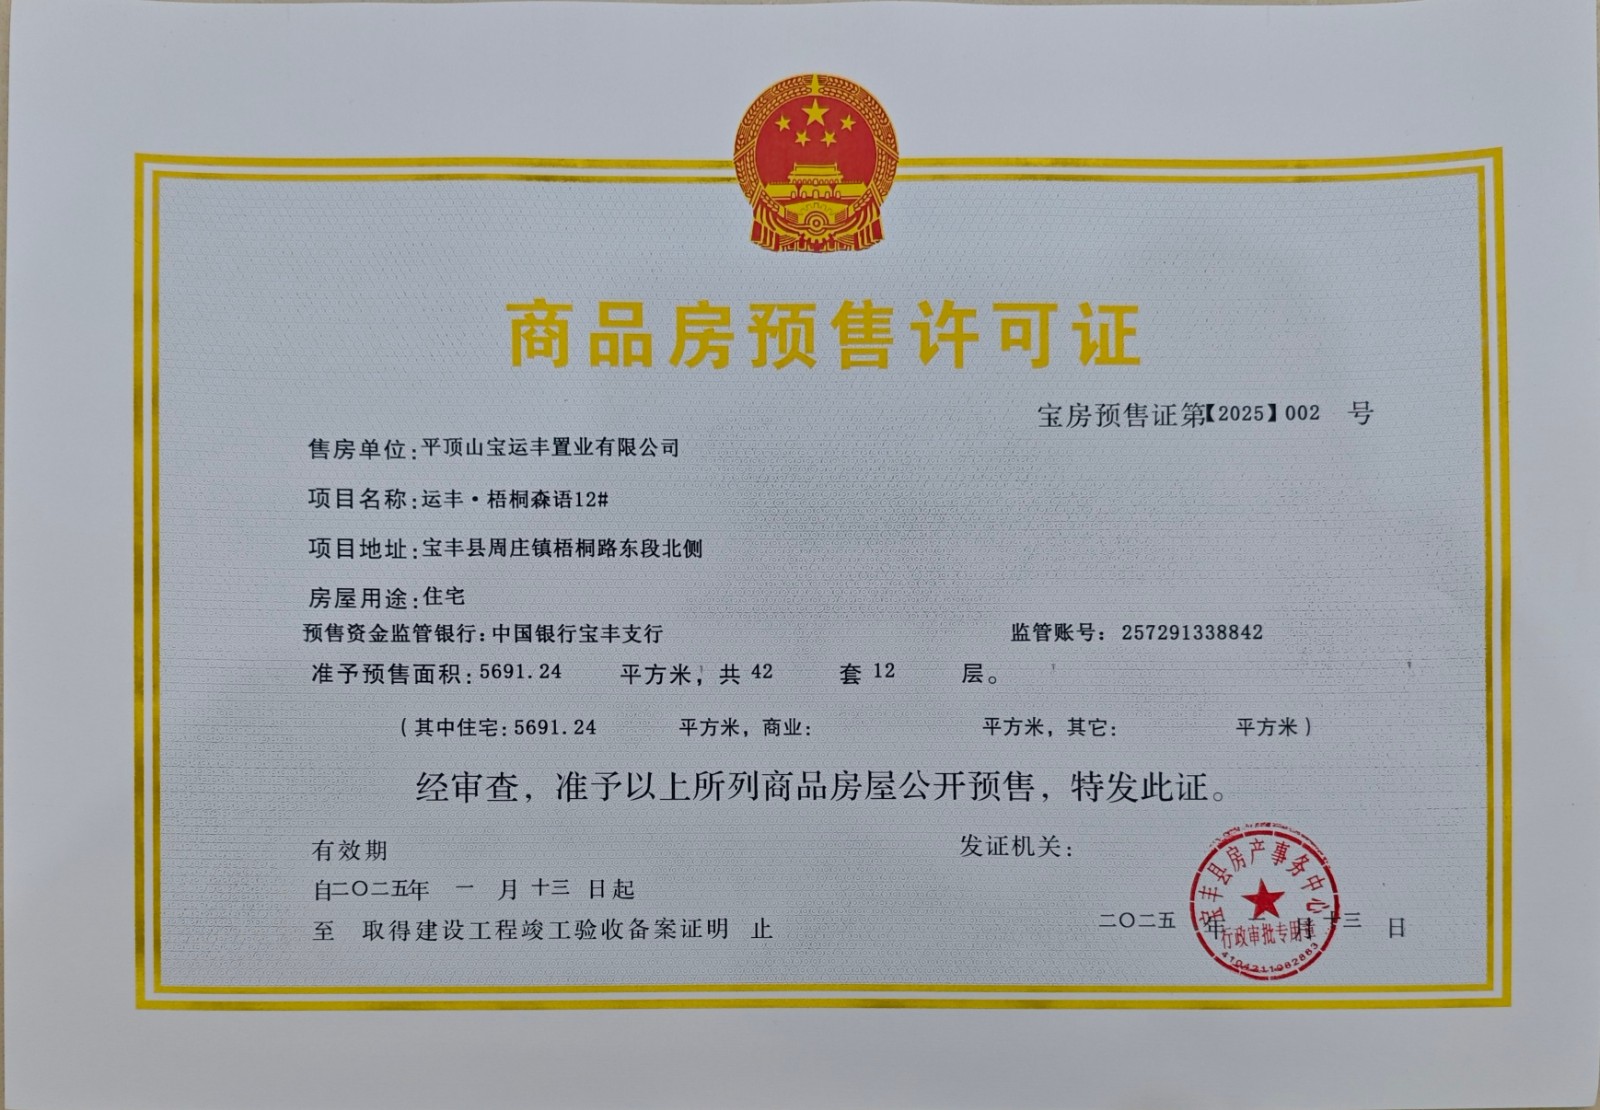 商品房预售许可证
宝房预售证第【2025】002 号
售房单位:平顶山宝运丰置业有限公司
项目名称:运丰·梧桐森语12#
项目地址:宝丰县周庄镇梧桐路东段北侧
房屋用途:住宅
预售资金监管银行:中国银行宝丰支行 监管账号: 257291338842
准予预售面积:5691.24 平方米, 共 42 套 12 层。
(其中住宅:5691.24 平方米, 商业: 平方米, 其它: 平方米)
经审查, 准予以上所列商品房屋公开预售, 特发此证。
有效期
发证机关:
自二〇二五年 一 月 十三 日起
至 取得建设工程竣工验收备案证明 止
二〇二五 年 一 月 十三 日
宝丰县房产事务中心
行政审批专用章